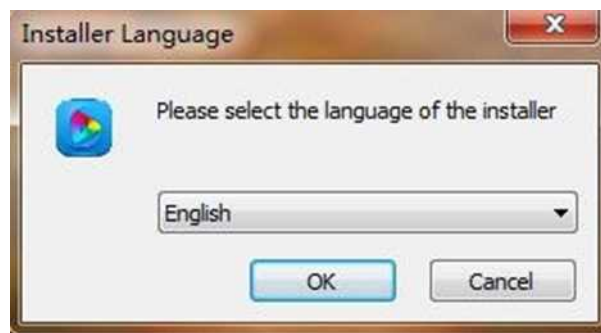 Installer Language
Please select the language of the installer
English
OK
Cancel